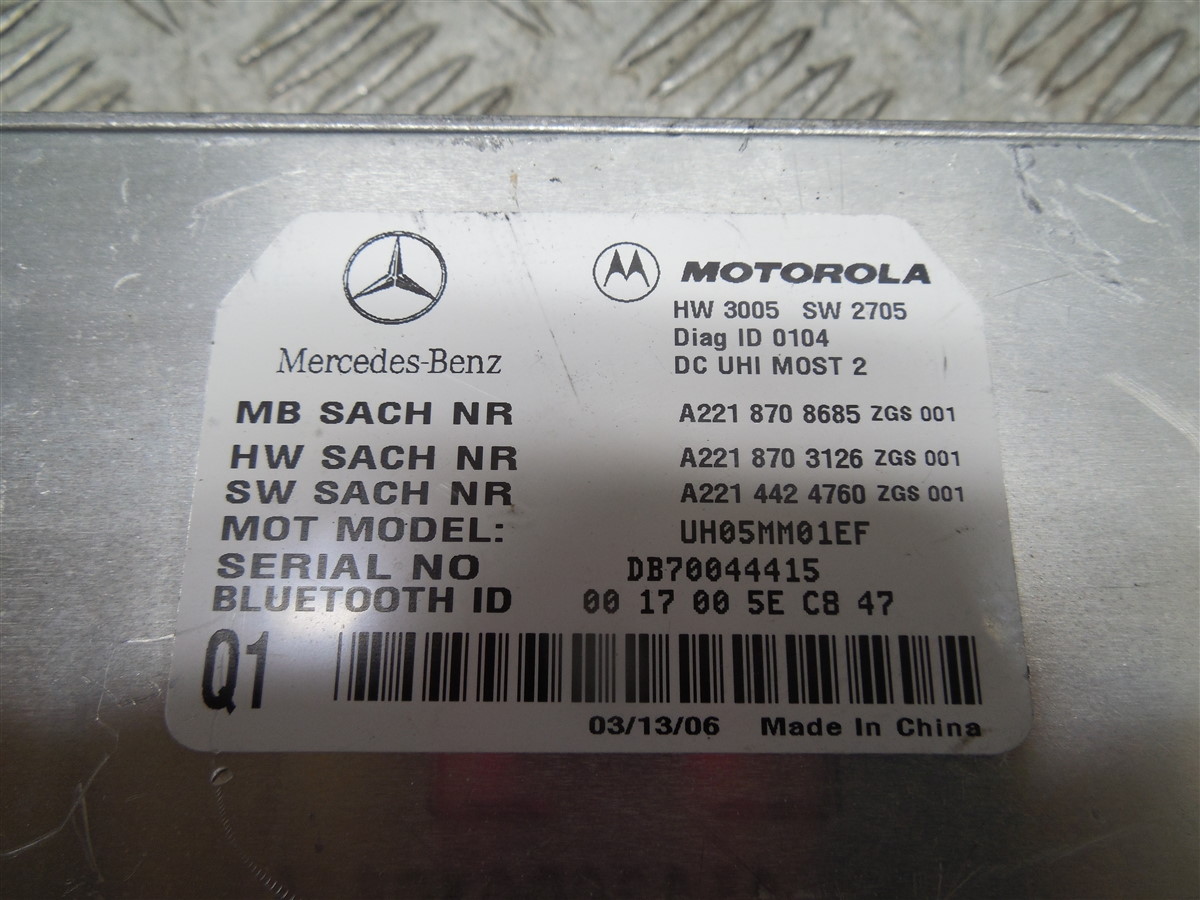 MOTOROLA
HW 3005 SW 2705
Diag ID 0104
Mercedes-Benz DC UHI MOST 2
MB SACH NR A221 870 8685 ZGS 001
HW SACH NR A221 870 3126 ZGS 001
SW SACH NR A221 442 4760 ZGS 001
MOT MODEL: UH05MM01EF
SERIAL NO DB70044415
BLUETOOTH ID 00 17 00 5E C8 47
Q1
03/13/06 Made In China